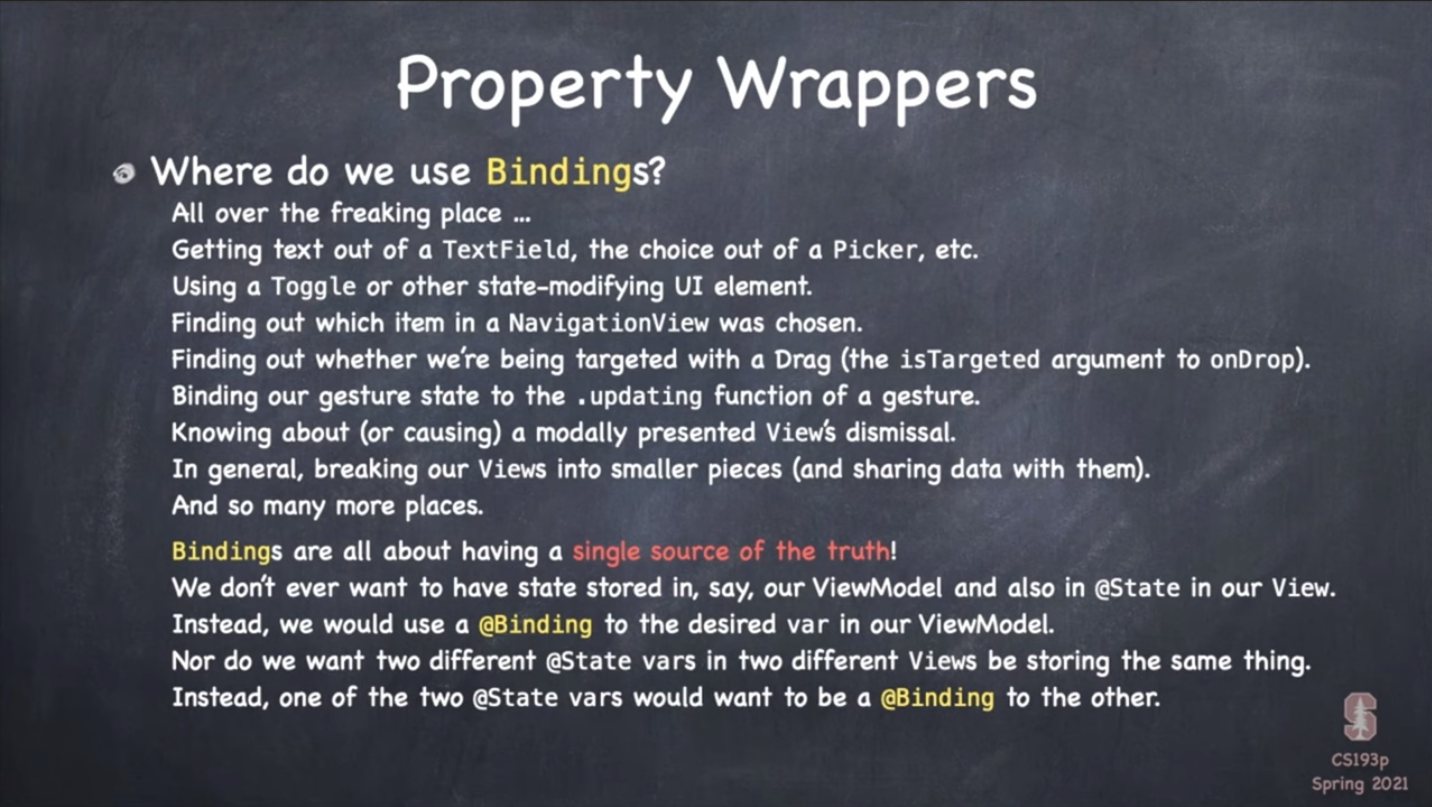 Property Wrappers
Where do we use Bindings?
All over the freaking place ...
Getting text out of a TextField, the choice out of a Picker, etc.
Using a Toggle or other state-modifying UI element.
Finding out which item in a NavigationView was chosen.
Finding out whether we're being targeted with a Drag (the isTargeted argument to onDrop).
Binding our gesture state to the .updating function of a gesture.
Knowing about (or causing) a modally presented View's dismissal.
In general, breaking our Views into smaller pieces (and sharing data with them).
And so many more places.
Bindings are all about having a single source of the truth!
We don't ever want to have state stored in, say, our ViewModel and also in @State in our View.
Instead, we would use a @Binding to the desired var in our ViewModel.
Nor do we want two different @State vars in two different Views be storing the same thing.
Instead, one of the two @State vars would want to be a @Binding to the other.
S
CS193p
Spring 2021